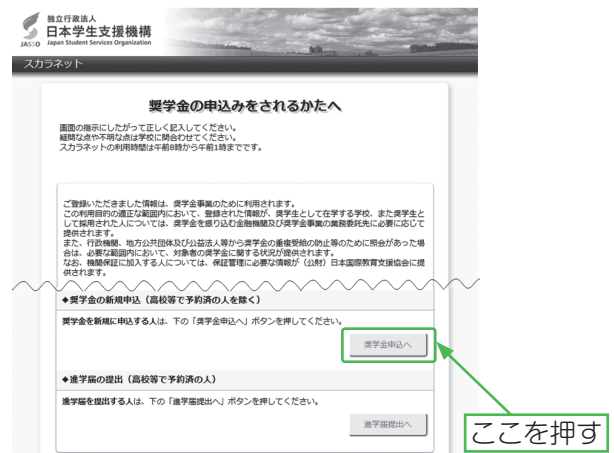 JASSO
独立行政法人
日本学生支援機構
Japan Student Services Organization
スカラネット
奨学金の申込みをされるかたへ
画面の指示にしたがって正しく記入してください。
疑問な点や不明な点は学校に問合わせてください。
スカラネットの利用時間は午前8時から午前1時までです。
ご登録いただきました情報は、奨学金事業のために利用されます。
この利用目的の適正な範囲内において、登録された情報が、奨学生として在学する学校、また奨学生と
して採用された人については、奨学金を振り込む金融機関及び奨学金事業の業務委託先に必要に応じて
提供されます。
また、行政機関、地方公共団体及び公益法人等から奨学金の重複受給の防止等のために照会があった場
合は、必要な範囲内において、対象者の奨学金に関する状況が提供されます。
なお、機関保証に加入する人については、保証管理に必要な情報が（公財）日本国際教育支援協会に提
供されます。
◆奨学金の新規申込（高校等で予約済の人を除く）
奨学金を新規に申込する人は、下の「奨学金申込へ」ボタンを押してください。
奨学金申込へ
◆進学届の提出（高校等で予約済の人）
進学届を提出する人は、下の「進学届提出へ」ボタンを押してください。
進学届提出へ
ここを押す